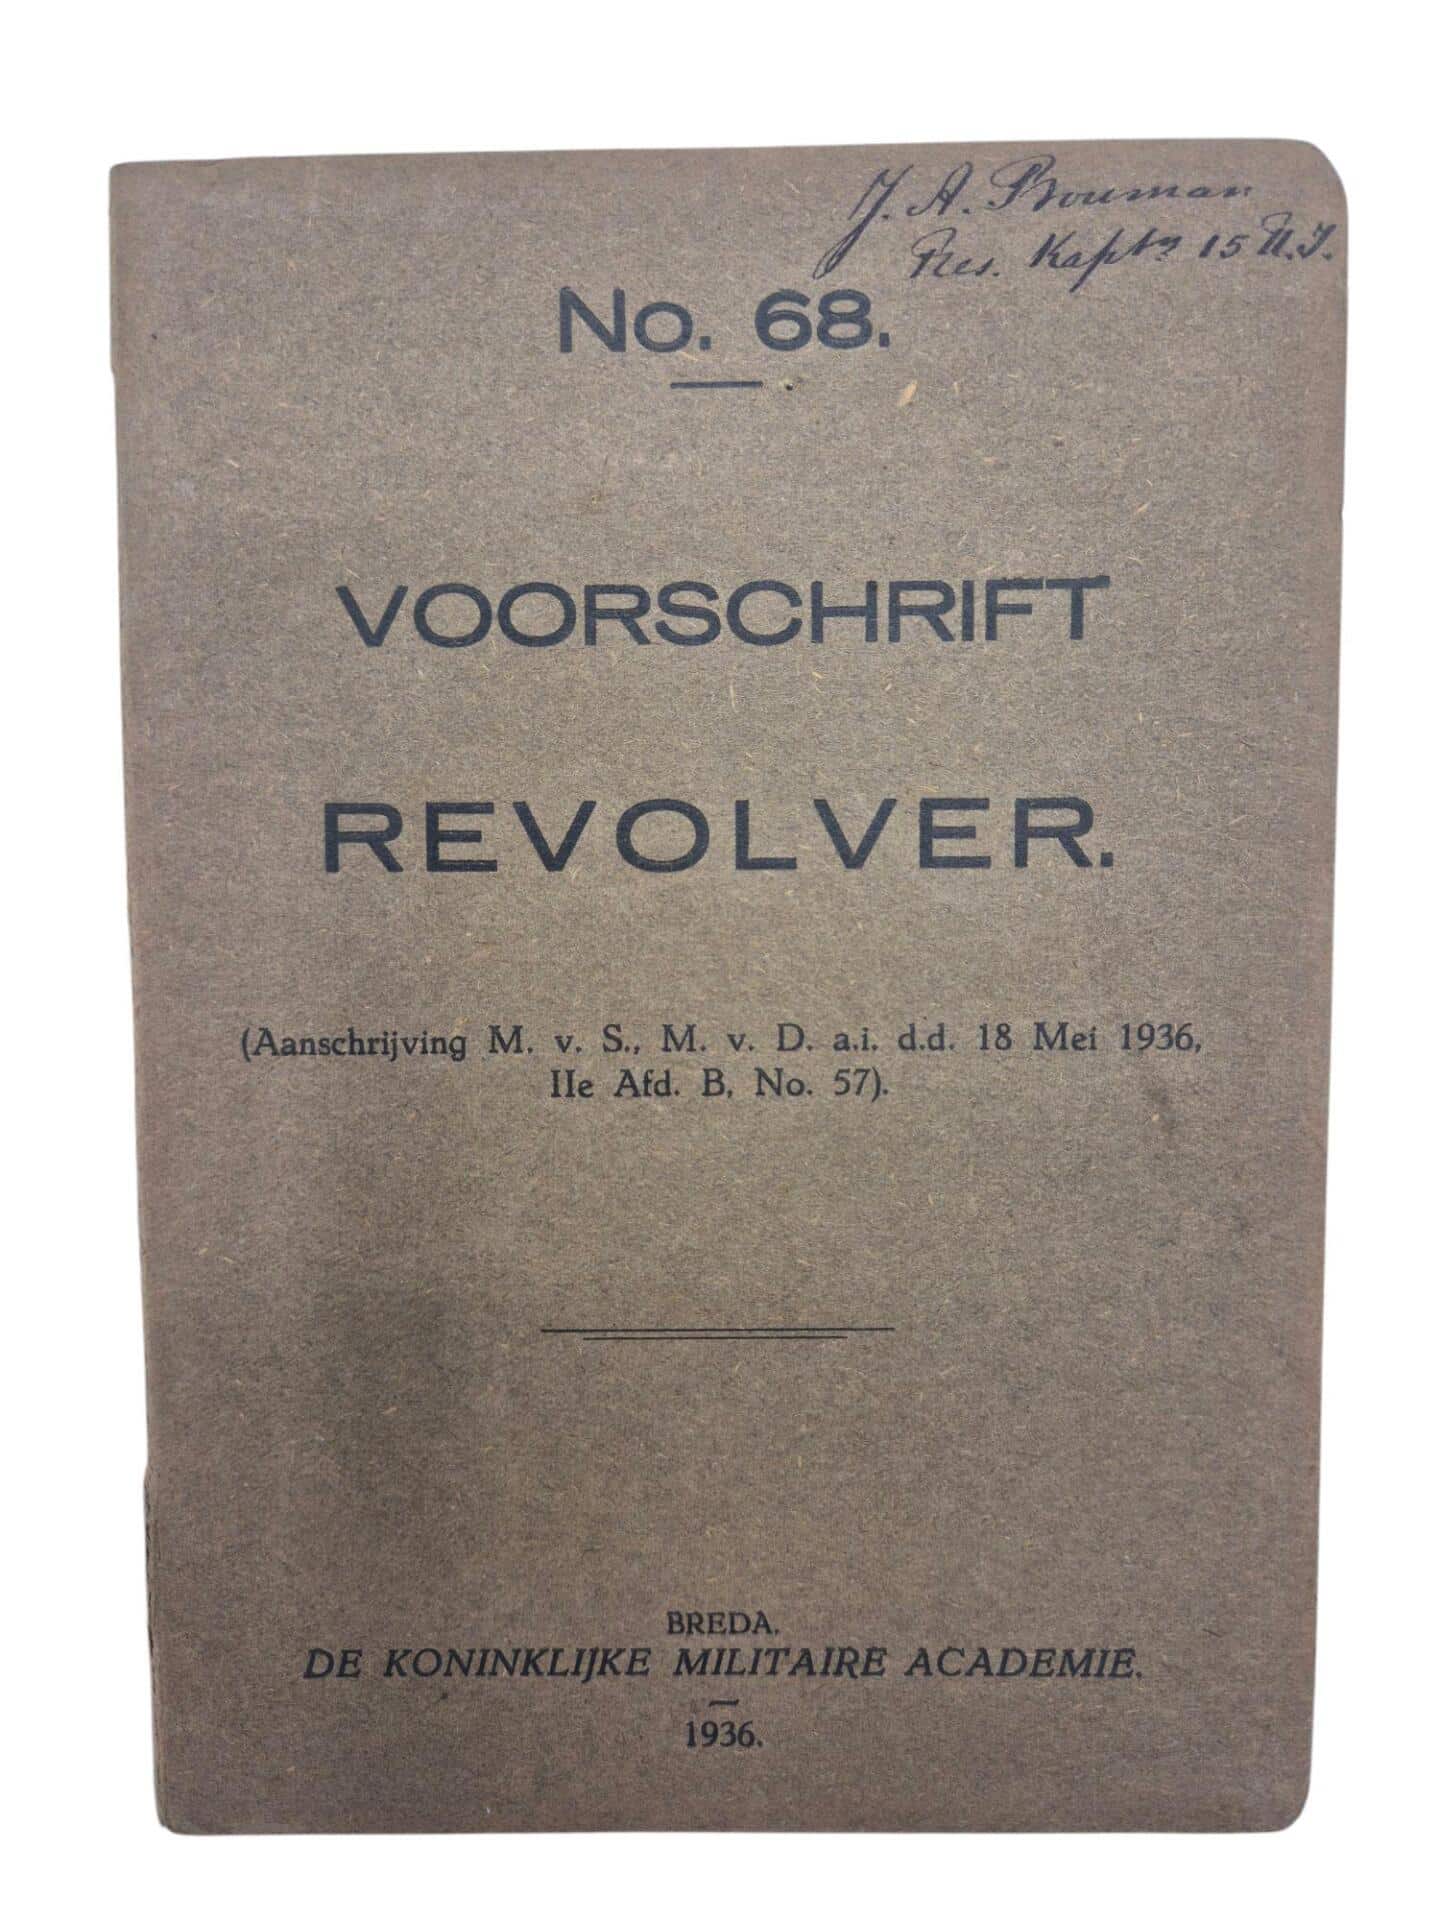 J. A. Bouman
Res. Kaptn 15 R.I.
No. 68.
VOORSCHRIFT
REVOLVER.
(Aanschrijving M. v. S., M. v. D. a.i. d.d. 18 Mei 1936,
IIe Afd. B, No. 57).
BREDA.
DE KONINKLIJKE MILITAIRE ACADEMIE.
1936.